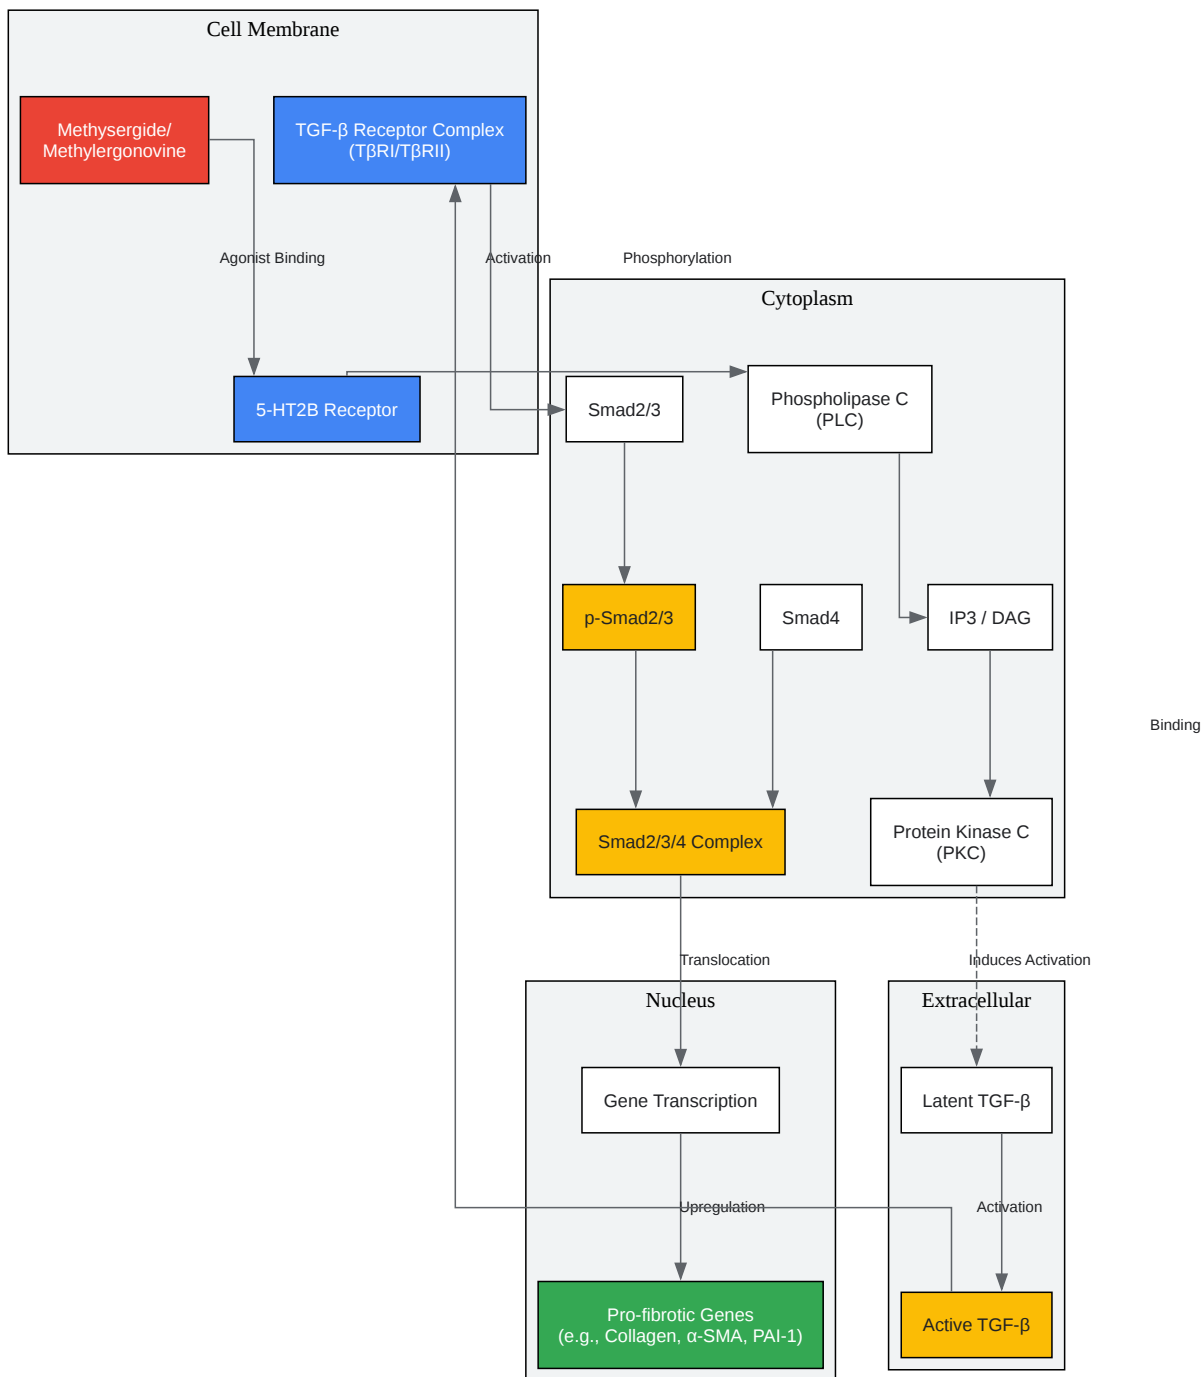 Cell Membrane
Methysergide/
Methylergonovine
TGF-β Receptor Complex
(TβRI/TβRII)
Agonist Binding
Activation
Phosphorylation
Cytoplasm
5-HT2B Receptor
Smad2/3
Phospholipase C
(PLC)
p-Smad2/3
Smad4
IP3 / DAG
Binding
Smad2/3/4 Complex
Protein Kinase C
(PKC)
Translocation
Induces Activation
Nucleus
Extracellular
Gene Transcription
Latent TGF-β
Upregulation
Activation
Pro-fibrotic Genes
(e.g., Collagen, α-SMA, PAI-1)
Active TGF-β